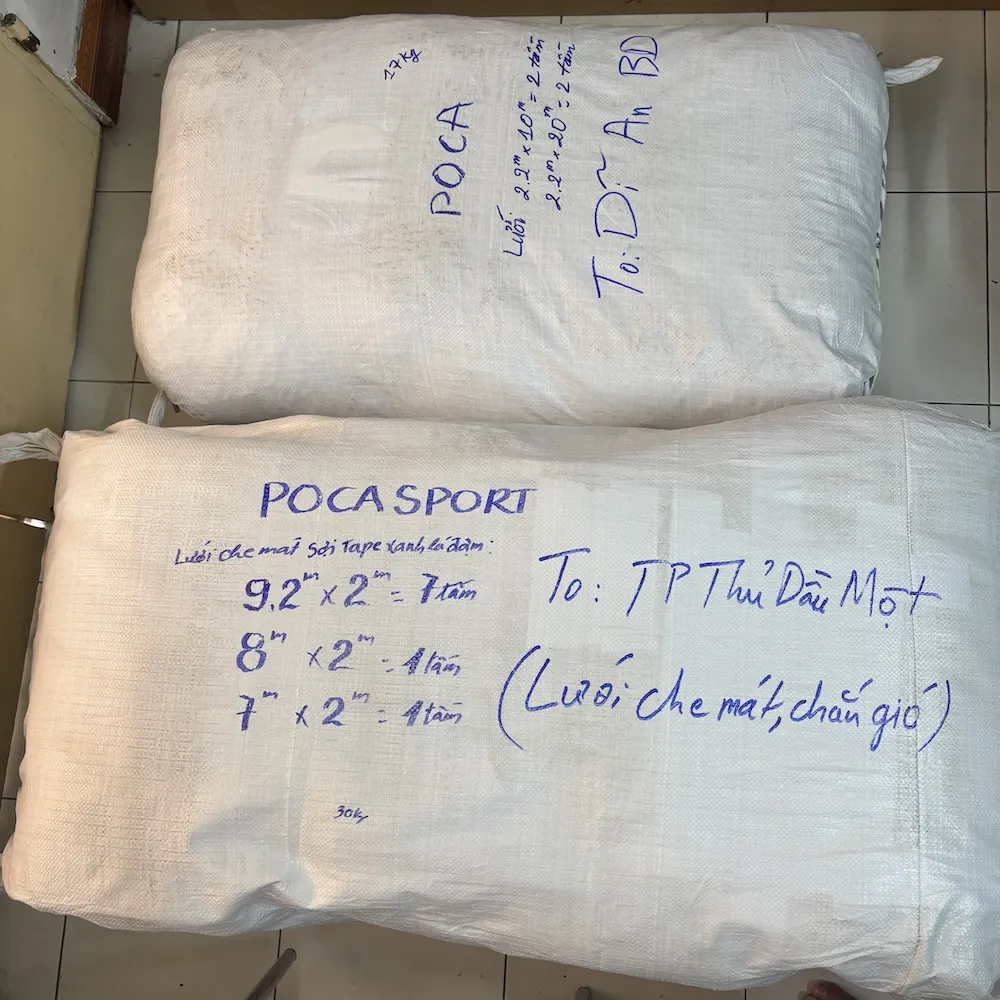 17kg
POCA
Lưới: 2.2m x 10m = 2 tấm
2.2m x 20m = 2 tấm
To: Dĩ An BD
POCA SPORT
Lưới che mát sợi Tape xanh lá đậm:
9.2m x 2m = 7 tấm
8m x 2m = 1 tấm
7m x 2m = 1 tấm
30kg
To: TP Thủ Dầu Một
(Lưới che mát, chắn gió)